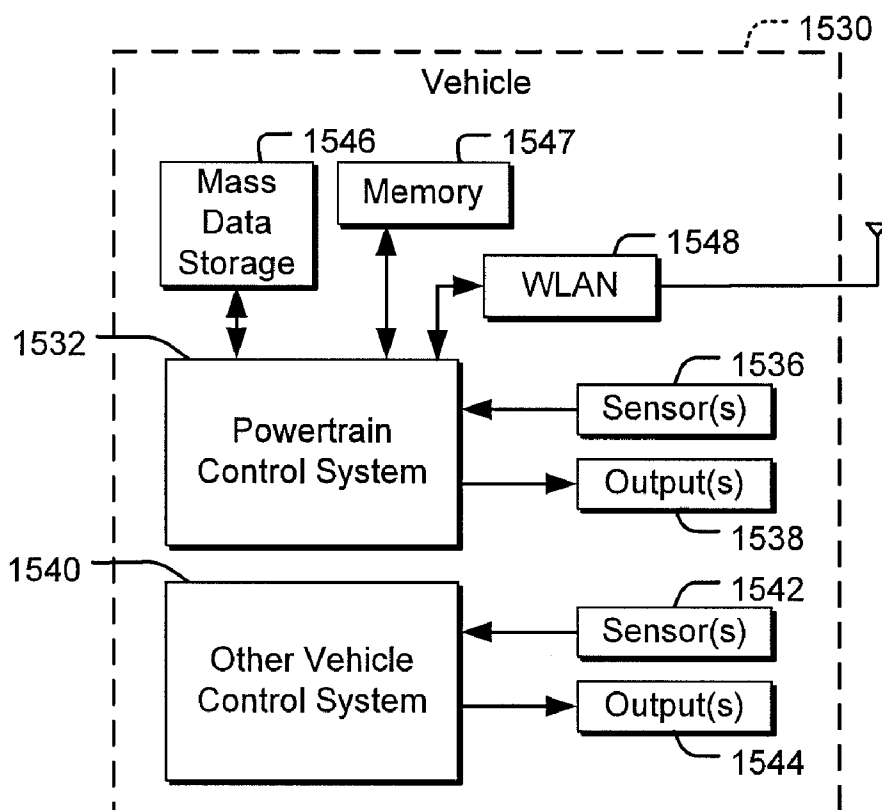 1530
Vehicle
1546
1547
Mass
Data
Storage
Memory
1548
WLAN
1532
1536
Powertrain
Control System
Sensor(s)
Output(s)
1538
1540
1542
Other Vehicle
Control System
Sensor(s)
Output(s)
1544